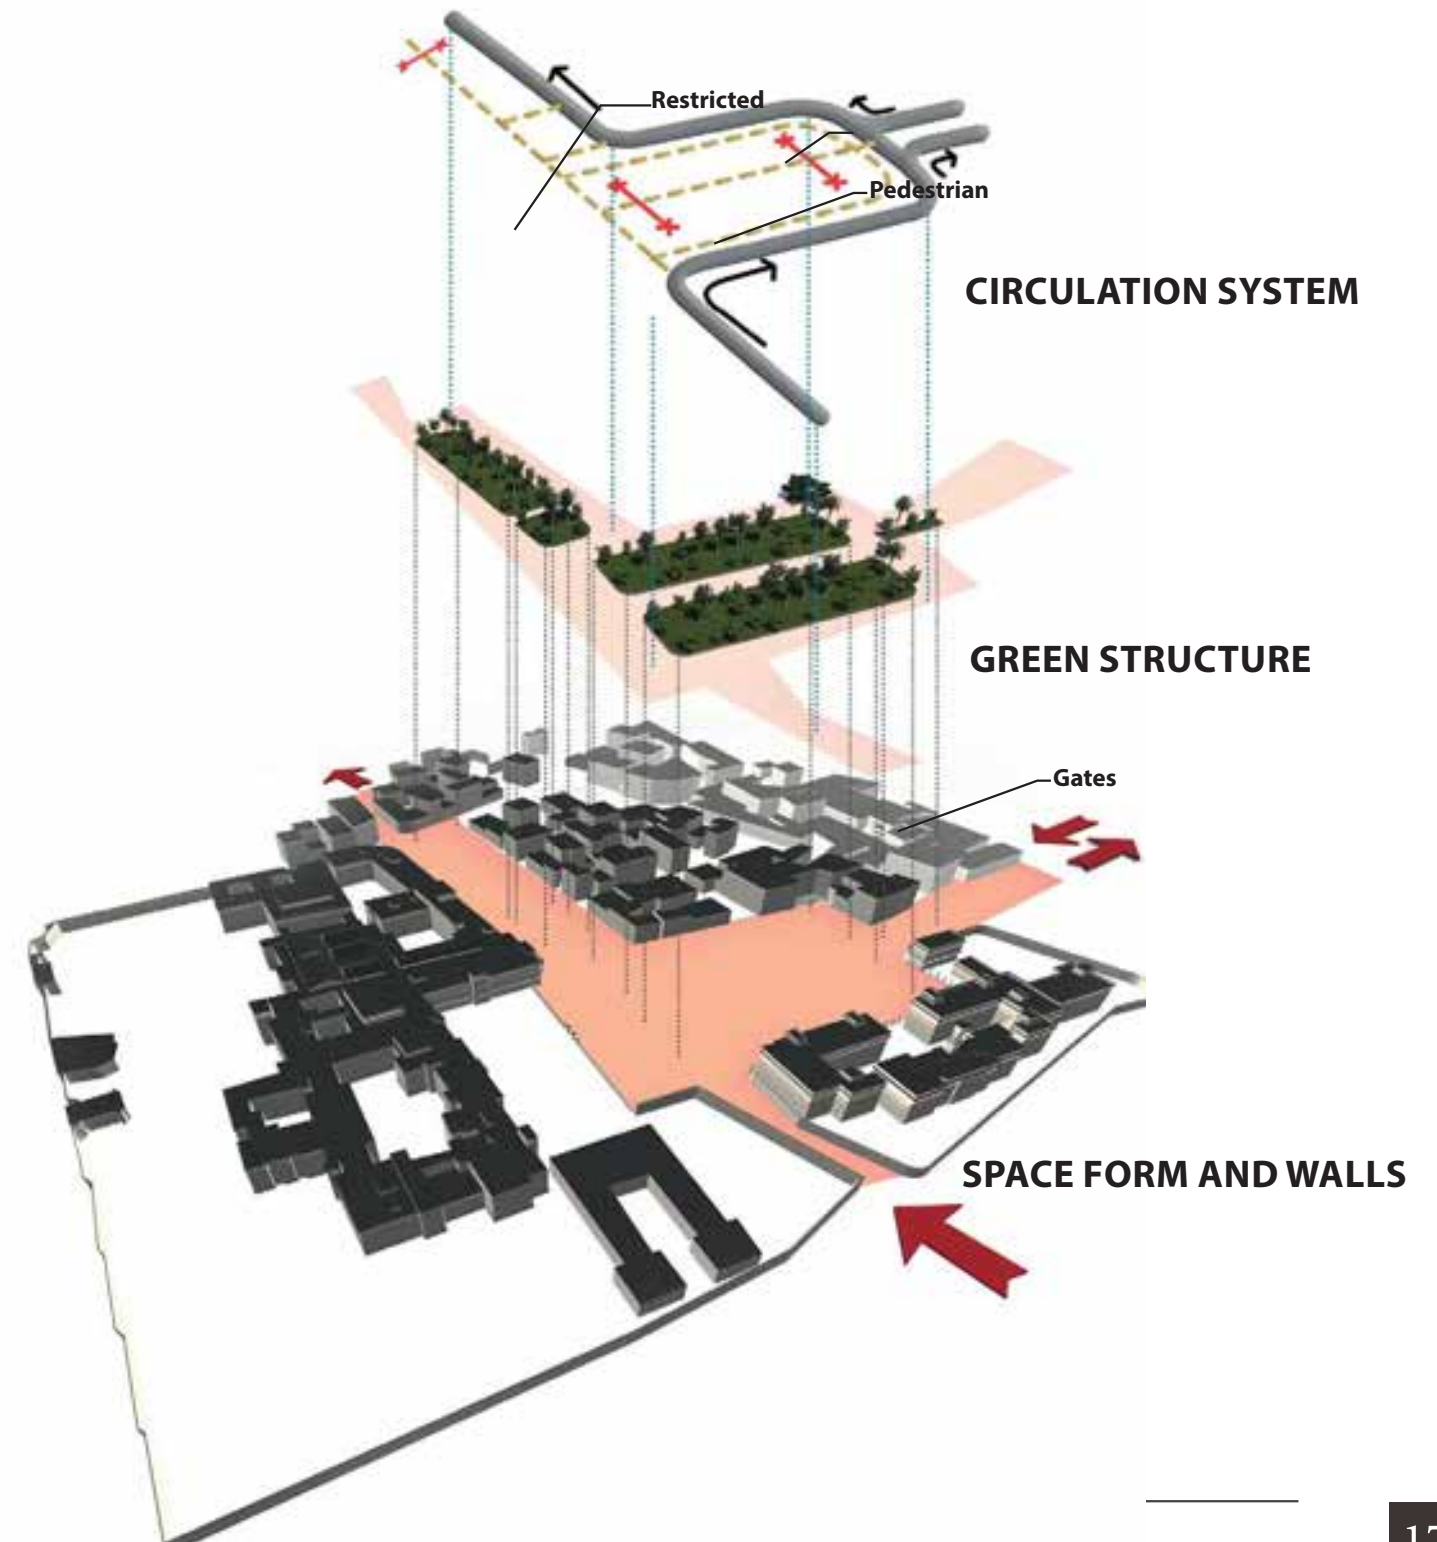 Restricted
Pedestrian
CIRCULATION SYSTEM
GREEN STRUCTURE
Gates
SPACE FORM AND WALLS